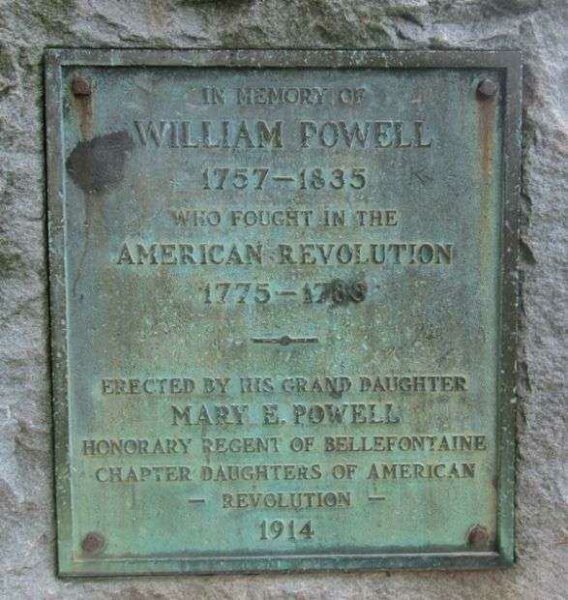 IN MEMORY OF
WILLIAM POWELL
1757-1835
WHO FOUGHT IN THE
AMERICAN REVOLUTION
1775-1783
ERECTED BY HIS GRAND DAUGHTER
MARY E. POWELL
HONORARY REGENT OF BELLEFONTAINE
CHAPTER DAUGHTERS OF AMERICAN
- REVOLUTION -
1914